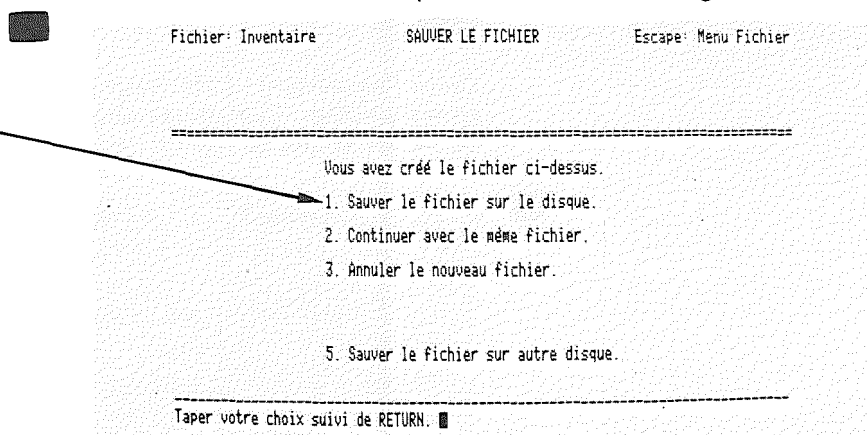 Fichier: Inventaire SAUVER LE FICHIER Escape: Menu Fichier
================================================================================
Vous avez créé le fichier ci-dessus.
1. Sauver le fichier sur le disque.
2. Continuer avec le même fichier.
3. Annuler le nouveau fichier.
5. Sauver le fichier sur autre disque.
--------------------------------------------------------------------------------
Taper votre choix suivi de RETURN.